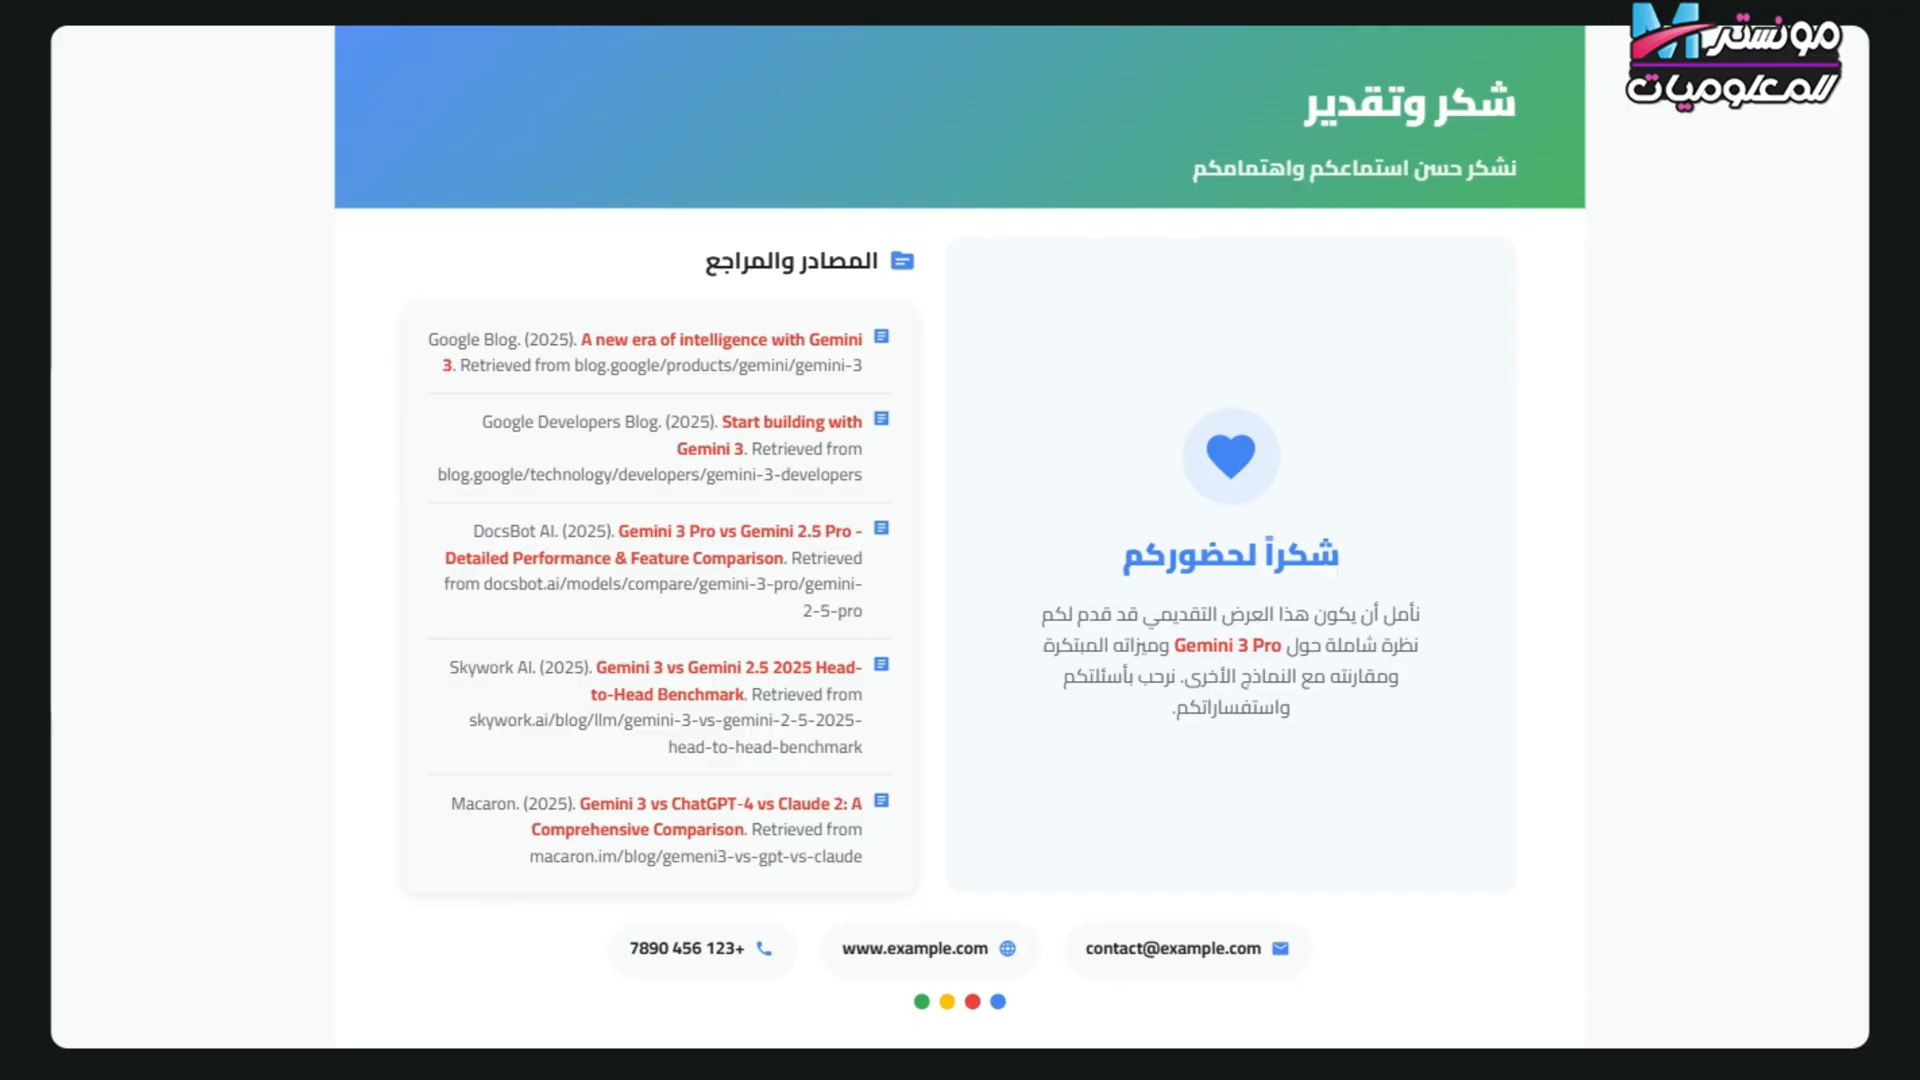 مونستر
للمعلوميات
شكر وتقدير
نشكر حسن استماعكم واهتمامكم
شكراً لحضوركم
نأمل أن يكون هذا العرض التقديمي قد قدم لكم
نظرة شاملة حول Gemini 3 Pro وميزاته المبتكرة
ومقارنته مع النماذج الأخرى. نرحب بأسئلتكم
واستفساراتكم.
المصادر والمراجع
Google Blog. (2025). A new era of intelligence with Gemini
3. Retrieved from blog.google/products/gemini/gemini-3
Google Developers Blog. (2025). Start building with
Gemini 3. Retrieved from
blog.google/technology/developers/gemini-3-developers
DocsBot AI. (2025). Gemini 3 Pro vs Gemini 2.5 Pro -
Detailed Performance & Feature Comparison. Retrieved
from docsbot.ai/models/compare/gemini-3-pro/gemini-
2-5-pro
Skywork AI. (2025). Gemini 3 vs Gemini 2.5 2025 Head-
to-Head Benchmark. Retrieved from
skywork.ai/blog/llm/gemini-3-vs-gemini-2-5-2025-
head-to-head-benchmark
Macaron. (2025). Gemini 3 vs ChatGPT-4 vs Claude 2: A
Comprehensive Comparison. Retrieved from
macaron.im/blog/gemeni3-vs-gpt-vs-claude
contact@example.com
www.example.com
7890 456 123+